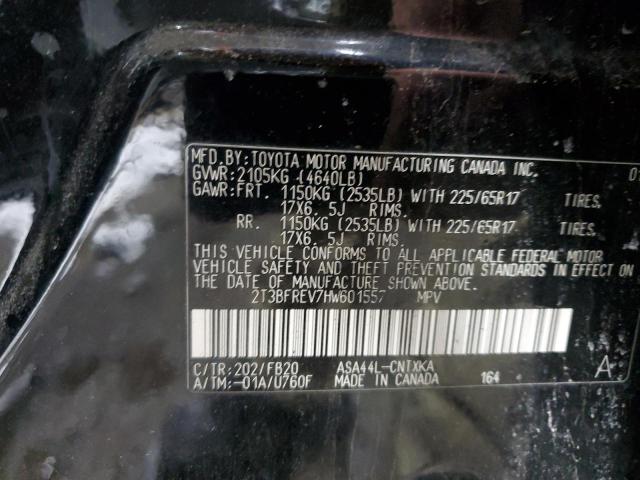 MFD.BY:TOYOTA MOTOR MANUFACTURING CANADA INC.
GVWR:2105KG (4640LB)
GAWR:FRT. 1150KG (2535LB) WITH 225/65R17 TIRES,
17X6. 5J RIMS.
RR. 1150KG (2535LB) WITH 225/65R17 TIRES,
17X6. 5J RIMS.
THIS VEHICLE CONFORMS TO ALL APPLICABLE FEDERAL MOTOR
VEHICLE SAFETY AND THEFT PREVENTION STANDARDS IN EFFECT ON
THE DATE OF MANUFACTURE SHOWN ABOVE.
2T3BFREV7HW601557 MPV
C/TR:202/FB20 ASA44L-CNTXKA A
A/TM:-01A/U760F MADE IN CANADA 164